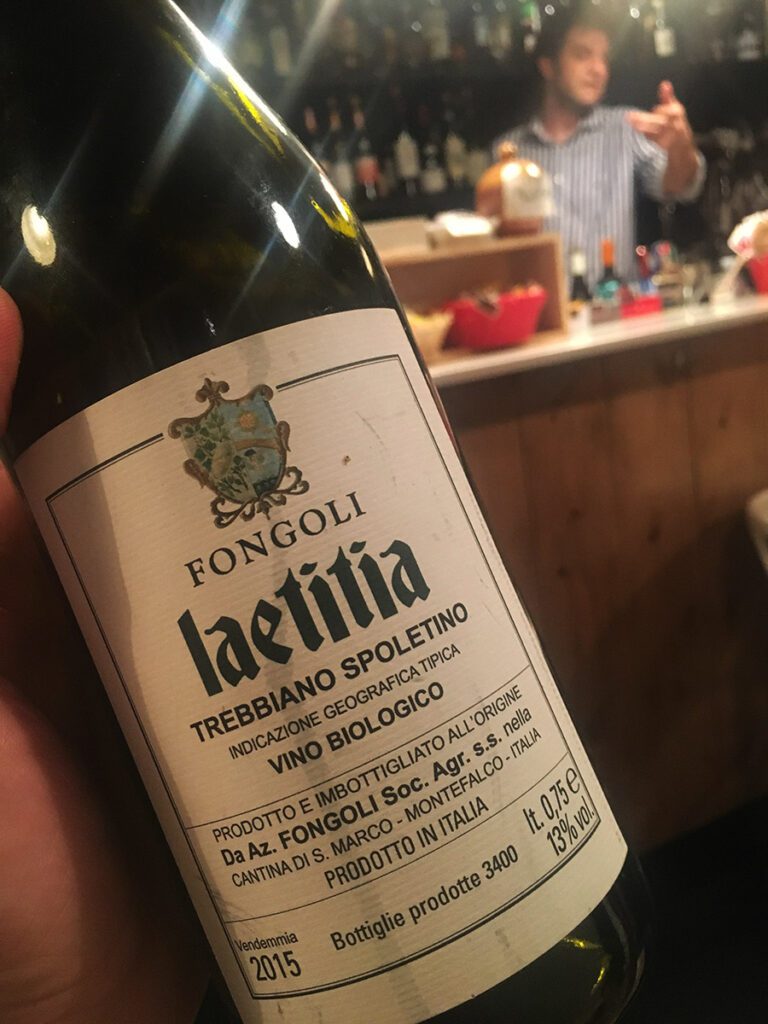 FONGOLI
laetitia
TREBBIANO SPOLETINO
INDICAZIONE GEOGRAFICA TIPICA
VINO BIOLOGICO
PRODOTTO E IMBOTTIGLIATO ALL'ORIGINE
Da Az. FONGOLI Soc. Agr. s.s. nella
CANTINA DI S. MARCO - MONTEFALCO - ITALIA
PRODOTTO IN ITALIA
lt. 0,75 e
13% vol.
Bottiglie prodotte 3400
Vendemmia
2015